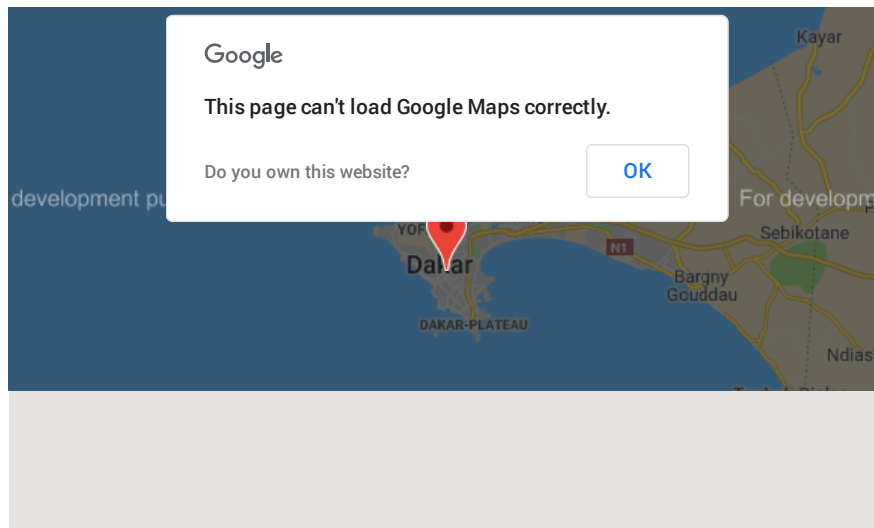 Kayar
Google
This page can't load Google Maps correctly.
Do you own this website?
OK
development pu
For developm
Sebikotane
YOF
N1
Dakar
Bargny
Gouddau
DAKAR-PLATEAU
Ndias